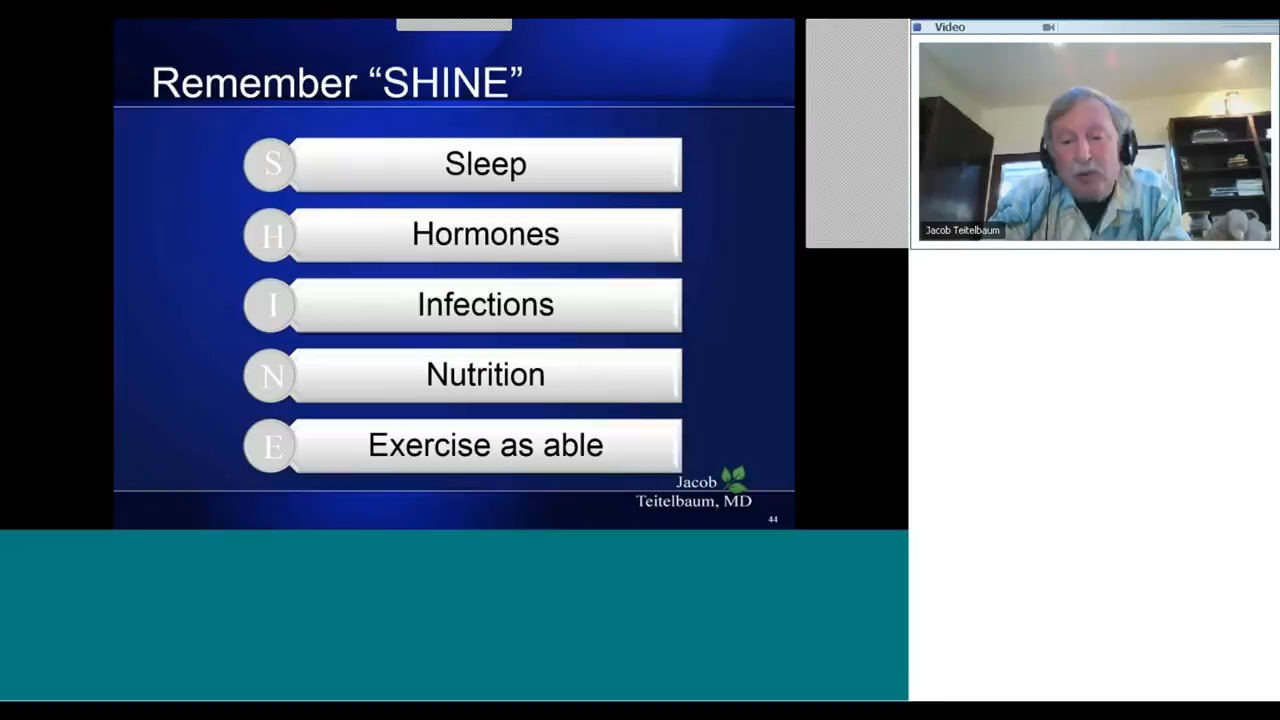 Remember “SHINE”
S Sleep
H Hormones
I Infections
N Nutrition
E Exercise as able
Jacob
Teitelbaum, MD
44
Video
Jacob Teitelbaum